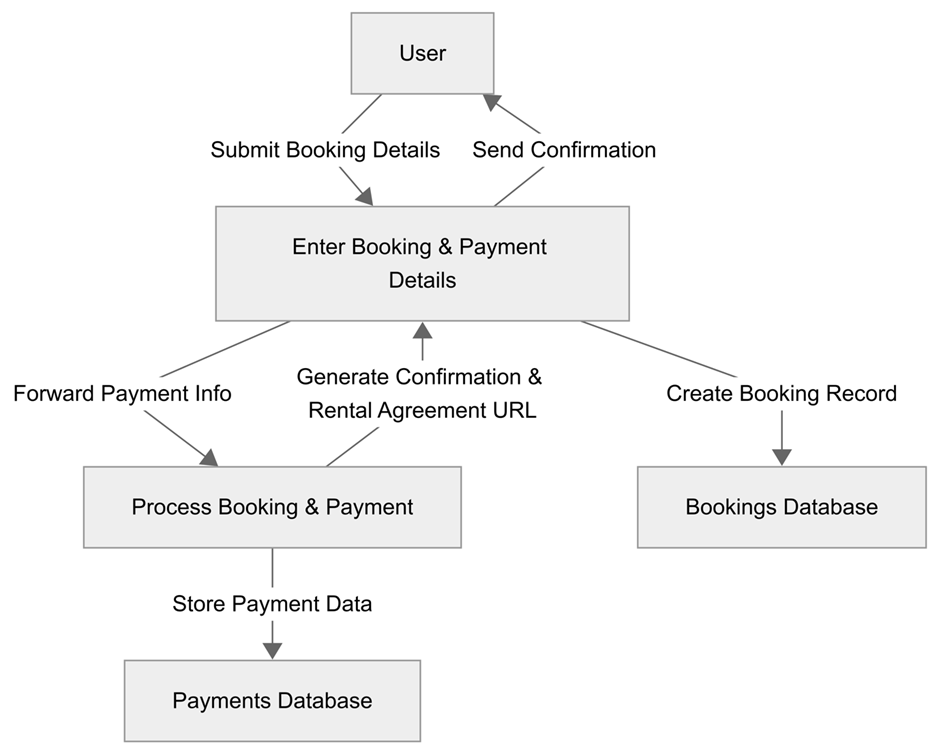 User
Submit Booking Details
Send Confirmation
Enter Booking & Payment
Details
Forward Payment Info
Generate Confirmation &
Rental Agreement URL
Create Booking Record
Process Booking & Payment
Bookings Database
Store Payment Data
Payments Database